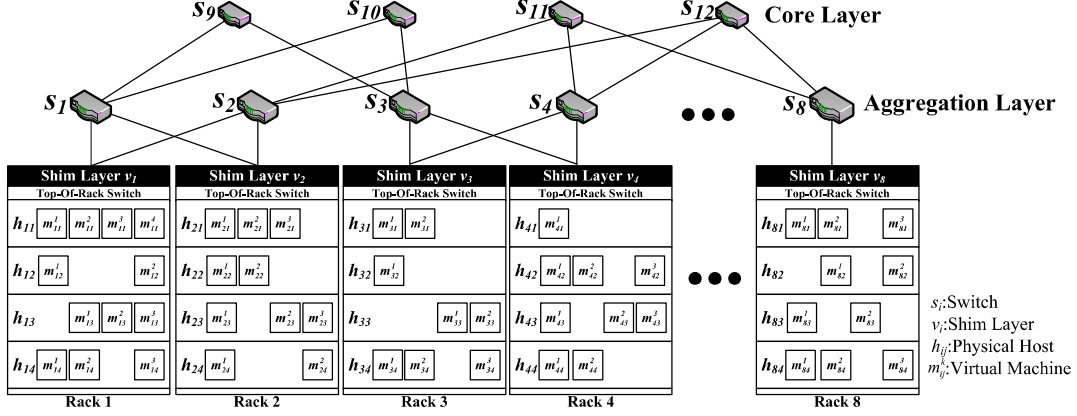 s9 s10 s11 s12 Core Layer
s1 s2 s3 s4 ••• s8 Aggregation Layer
Shim Layer v1 Shim Layer v2 Shim Layer v3 Shim Layer v4 Shim Layer v8
Top-Of-Rack Switch Top-Of-Rack Switch Top-Of-Rack Switch Top-Of-Rack Switch Top-Of-Rack Switch
h11 m¹11 m²11 m³11 m⁴11 h21 m¹21 m²21 m³21 h31 m¹31 m²31 h41 m¹41 h81 m¹81 m²81 m³81
h12 m¹12 m²12 h22 m¹22 m²22 h32 m¹32 h42 m¹42 m²42 m³42 ••• h82 m¹82 m²82
h13 m¹13 m²13 m³13 h23 m¹23 m²23 m³23 h33 m¹33 m²33 h43 m¹43 m²43 m³43 h83 m¹83 m²83
h14 m¹14 m²14 m³14 h24 m¹24 m²24 h34 m¹34 m²34 m³34 h44 m¹44 m²44 h84 m¹84 m²84 m³84
Rack 1 Rack 2 Rack 3 Rack 4 Rack 8
si:Switch
vi:Shim Layer
hij:Physical Host
mᵏij:Virtual Machine